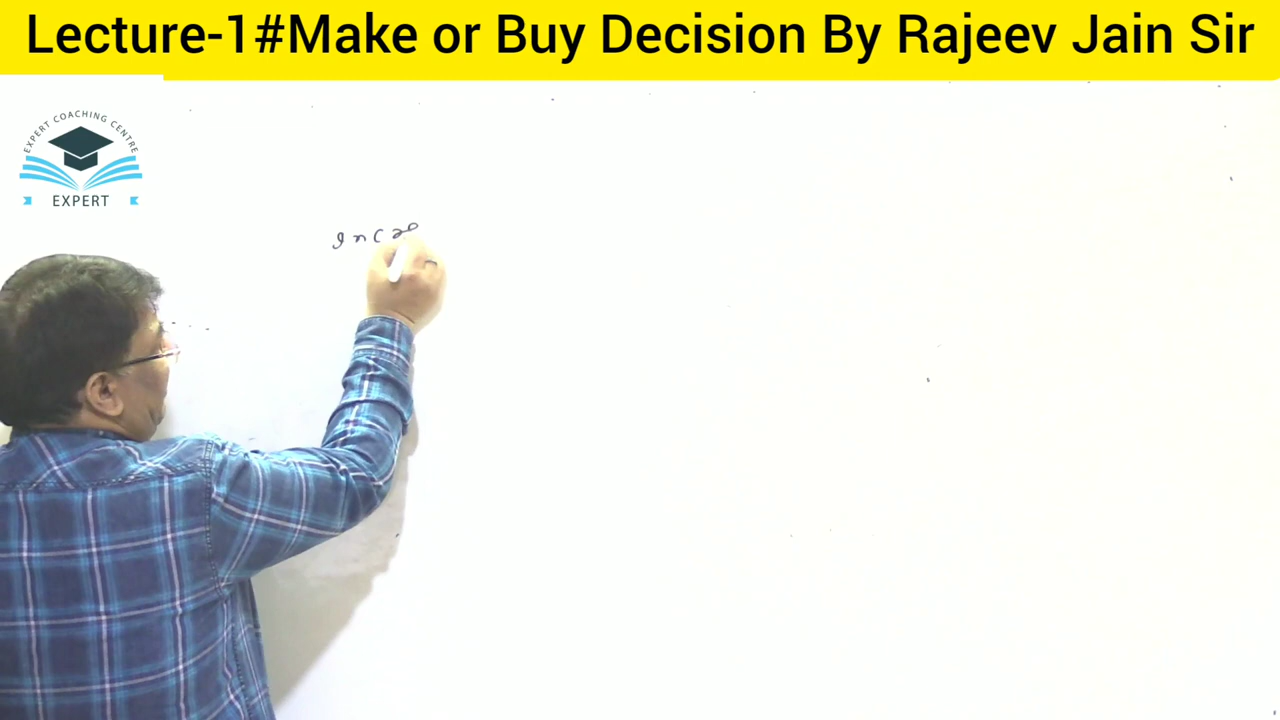 Lecture-1#Make or Buy Decision By Rajeev Jain Sir
EXPERT COACHING CENTRE
EXPERT